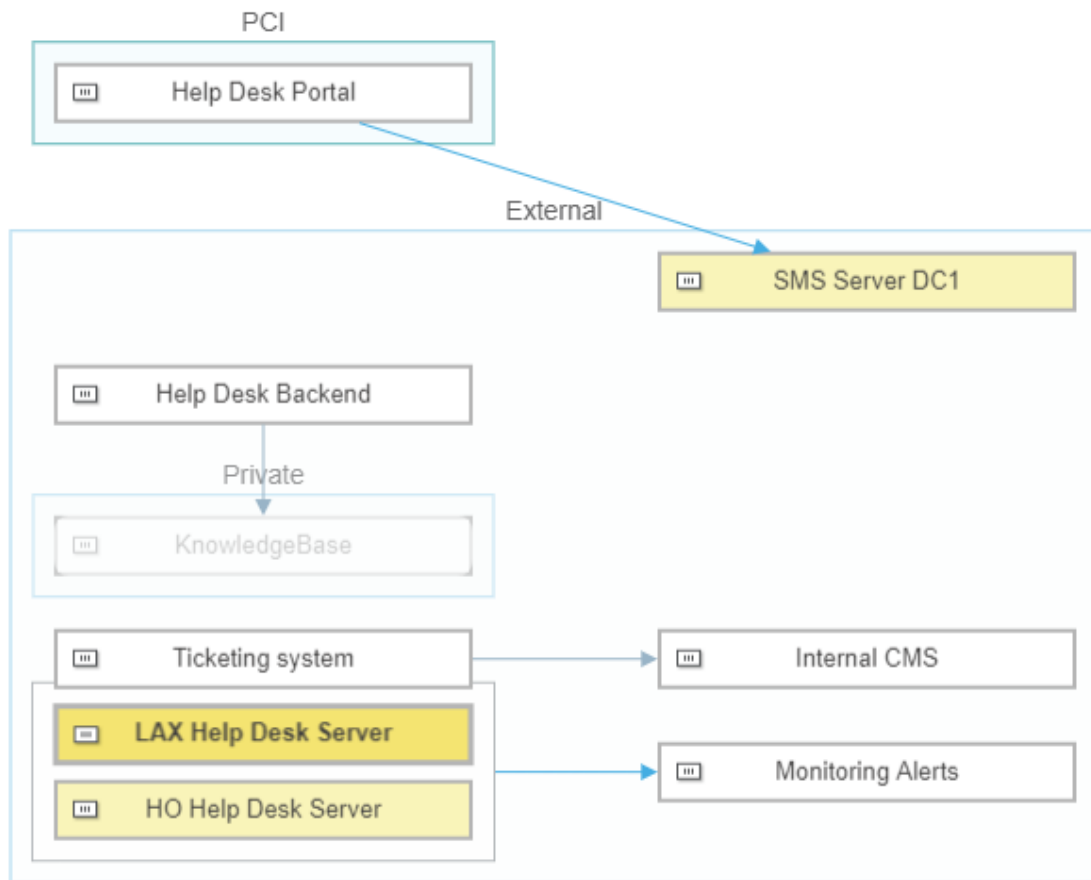 PCI
Help Desk Portal
External
SMS Server DC1
Help Desk Backend
Private
KnowledgeBase
Ticketing system
Internal CMS
LAX Help Desk Server
Monitoring Alerts
HO Help Desk Server